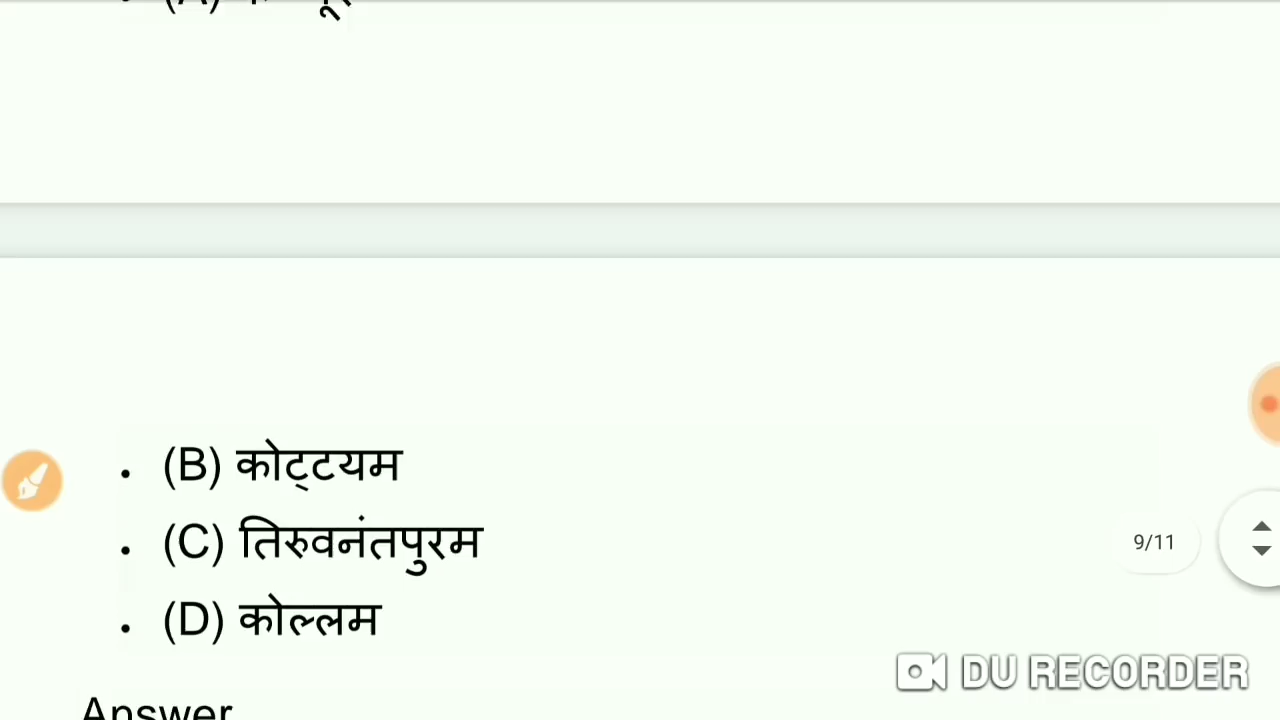 (A)
(B) कोट्टयम
(C) तिरुवनंतपुरम
9/11
(D) कोल्लम
DU RECORDER
Answer